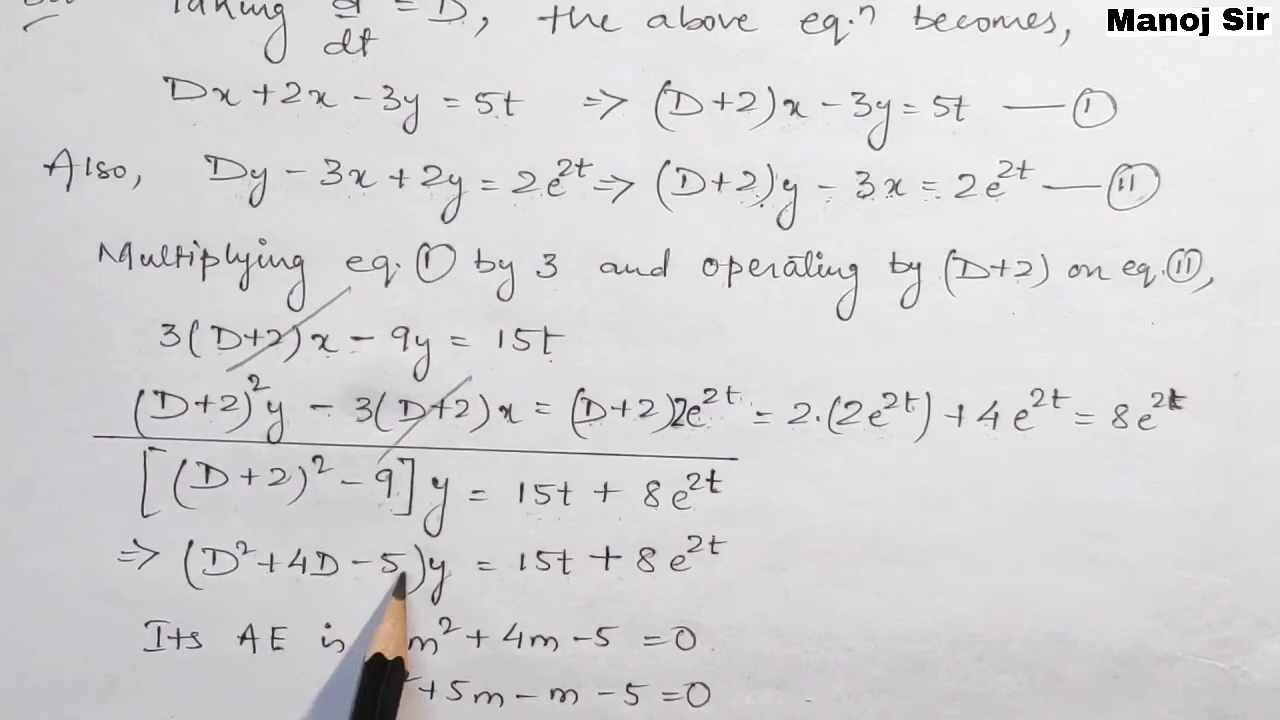 Manoj Sir
Taking d/dt = D, the above eq.ⁿ becomes,
Dx + 2x - 3y = 5t ⇒ (D+2)x - 3y = 5t — (I)
Also, Dy - 3x + 2y = 2e^{2t} ⇒ (D+2)y - 3x = 2e^{2t} — (II)
Multiplying eq. (I) by 3 and operating by (D+2) on eq. (II),
3(D+2)x - 9y = 15t
(D+2)²y - 3(D+2)x = (D+2)2e^{2t} = 2.(2e^{2t}) + 4e^{2t} = 8e^{2t}
[(D+2)² - 9]y = 15t + 8e^{2t}
⇒ (D² + 4D - 5)y = 15t + 8e^{2t}
Its AE is m² + 4m - 5 = 0
+ 5m - m - 5 = 0